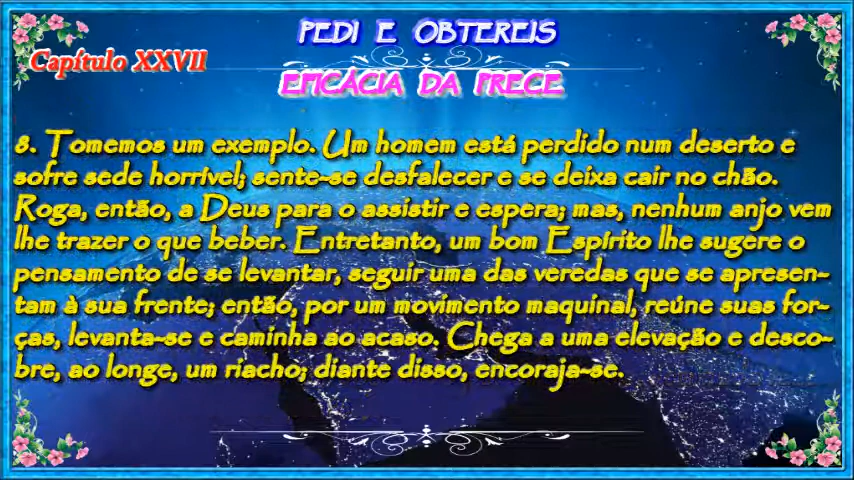 PEDI E OBTEREIS
Capítulo XXVII
EFICÁCIA DA PRECE
8. Tomemos um exemplo. Um homem está perdido num deserto e
sofre sede horrível; sente-se desfalecer e se deixa cair no chão.
Roga, então, a Deus para o assistir e espera; mas, nenhum anjo vem
lhe trazer o que beber. Entretanto, um bom Espírito lhe sugere o
pensamento de se levantar, seguir uma das veredas que se apresen-
tam à sua frente; então, por um movimento maquinal, reúne suas for-
ças, levanta-se e caminha ao acaso. Chega a uma elevação e desco-
bre, ao longe, um riacho; diante disso, encoraja-se.